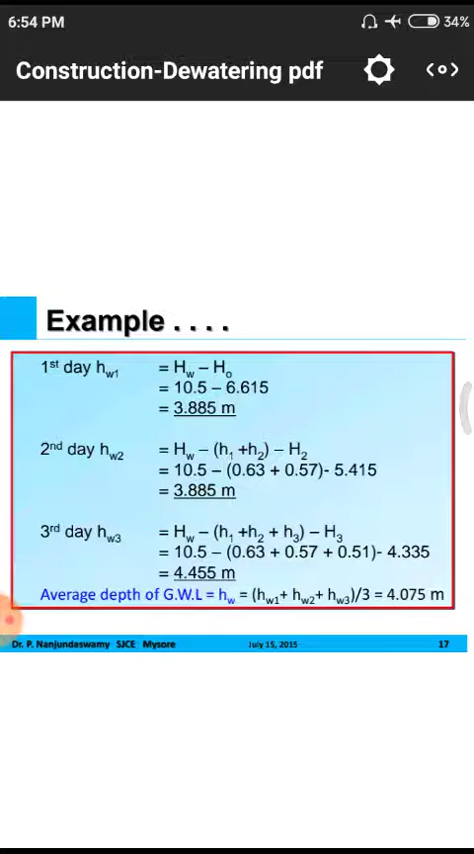 6:54 PM 34%
Construction-Dewatering pdf
Example . . . .
1st day hw1 = Hw – Ho
= 10.5 – 6.615
= 3.885 m
2nd day hw2 = Hw – (h1 +h2) – H2
= 10.5 – (0.63 + 0.57)- 5.415
= 3.885 m
3rd day hw3 = Hw – (h1 +h2 + h3) – H3
= 10.5 – (0.63 + 0.57 + 0.51)- 4.335
= 4.455 m
Average depth of G.W.L = hw = (hw1+ hw2+ hw3)/3 = 4.075 m
Dr. P. Nanjundaswamy SJCE Mysore July 15, 2015 17